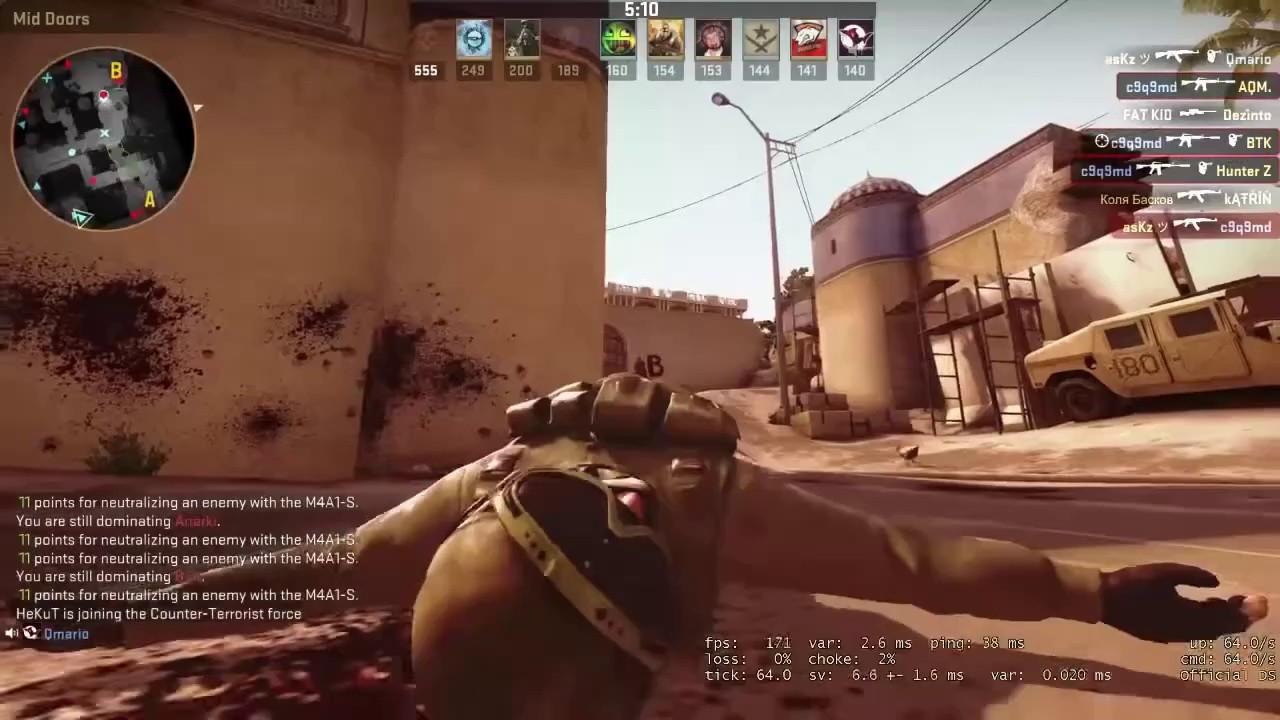 Mid Doors
5:10
B
A
555 249 200 189 160 154 153 144 141 140
asKz ツ Qmario
c9q9md AQM.
FAT KID Dezinto
c9q9md BTK
c9q9md Hunter Z
Коля Басков kĄŦŘĪŇ
asKz ツ c9q9md
B
180
11 points for neutralizing an enemy with the M4A1-S.
You are still dominating Anarki.
11 points for neutralizing an enemy with the M4A1-S.
11 points for neutralizing an enemy with the M4A1-S.
You are still dominating
11 points for neutralizing an enemy with the M4A1-S.
HeKuT is joining the Counter-Terrorist force
Qmario
fps: 171 var: 2.6 ms ping: 38 ms
loss: 0% choke: 2%
tick: 64.0 sv: 6.6 +- 1.6 ms var: 0.020 ms
up: 64.0/s
cmd: 64.0/s
Official DS